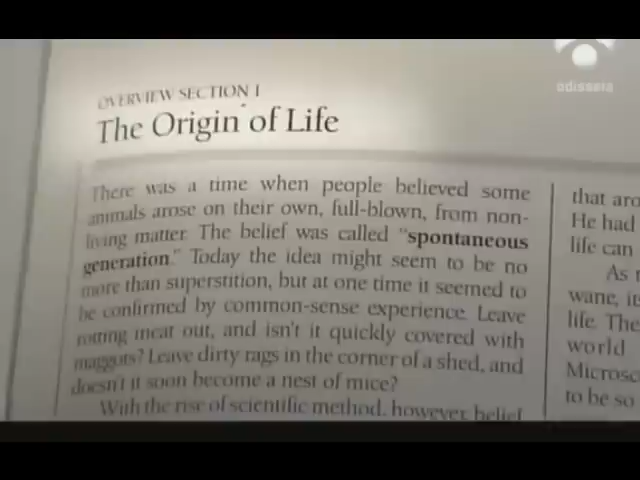 odisseia
OVERVIEW SECTION I
The Origin of Life
There was a time when people believed some
animals arose on their own, full-blown, from non-
living matter. The belief was called "spontaneous
generation." Today the idea might seem to be no
more than superstition, but at one time it seemed to
be confirmed by common-sense experience. Leave
rotting meat out, and isn't it quickly covered with
maggots? Leave dirty rags in the corner of a shed, and
doesn't it soon become a nest of mice?
With the rise of scientific method, however, belief
that aro
He had
life can
As t
wane, it
life. The
world
Microsc
to be so